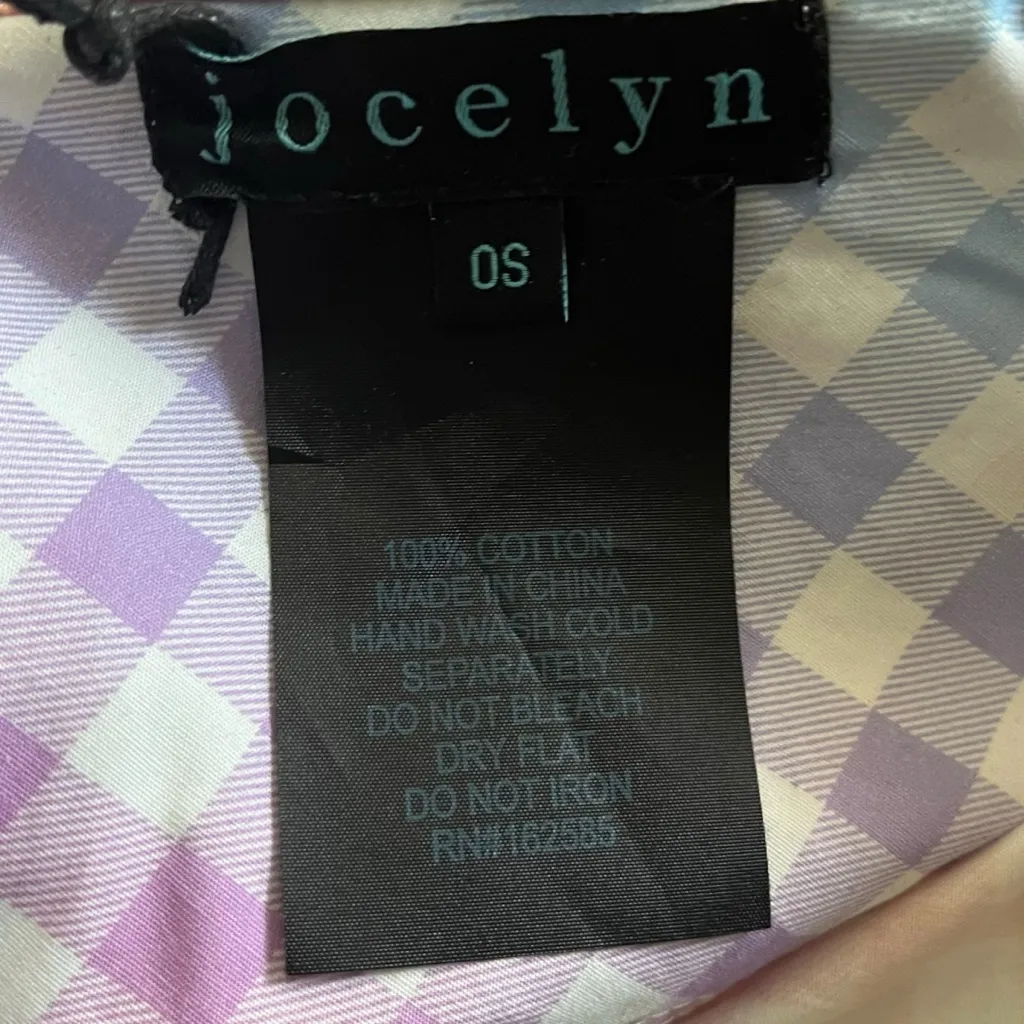 jocelyn
OS
100% COTTON
MADE IN CHINA
HAND WASH COLD
SEPARATELY
DO NOT BLEACH
DRY FLAT
DO NOT IRON
RN#162585